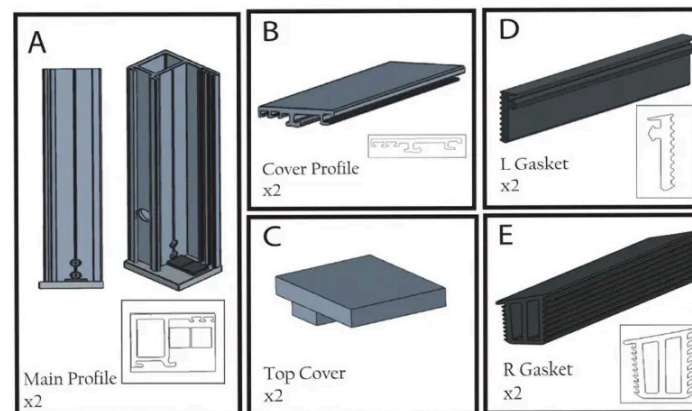 A
Main Profile
x2
B
Cover Profile
x2
C
Top Cover
x2
D
L Gasket
x2
E
R Gasket
x2